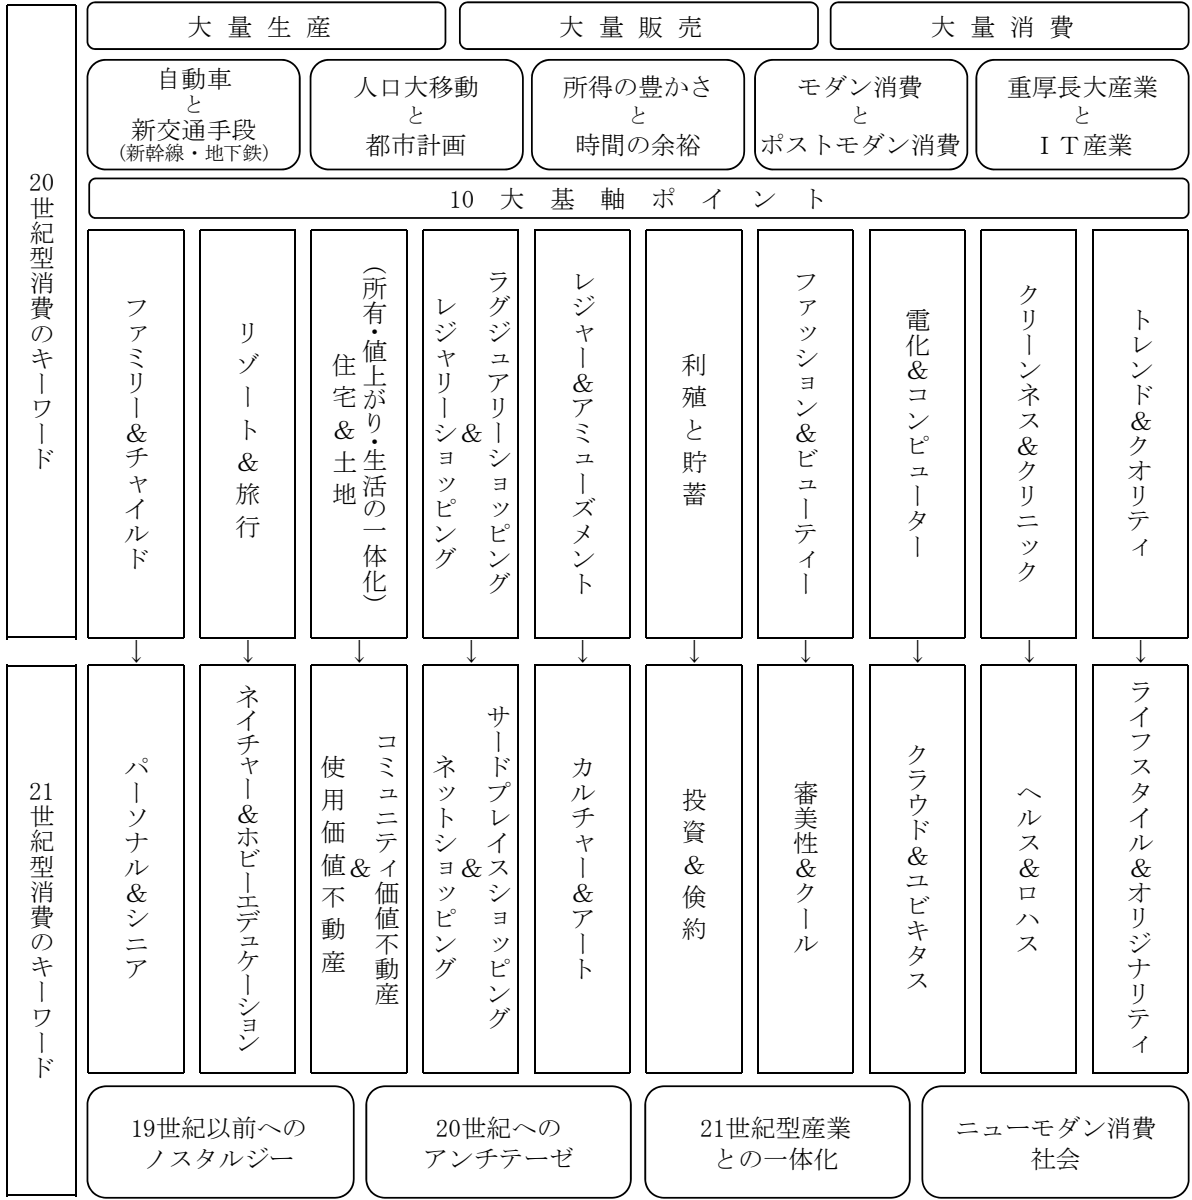 20世紀型消費のキーワード
大量生産
大量販売
大量消費
自動車
と
新交通手段
(新幹線・地下鉄)
人口大移動
と
都市計画
所得の豊かさ
と
時間の余裕
モダン消費
と
ポストモダン消費
重厚長大産業
と
ＩＴ産業
10大基軸ポイント
ファミリー&チャイルド
リゾート&旅行
(所有・値上がり・生活の一体化)
住宅&土地
ラグジュアリーショッピング
&
レジャリーショッピング
レジャー&アミューズメント
利殖と貯蓄
ファッション&ビューティー
電化&コンピューター
クリーンネス&クリニック
トレンド&クオリティ
↓
↓
↓
↓
↓
↓
↓
↓
↓
↓
21世紀型消費のキーワード
パーソナル&シニア
ネイチャー&ホビーエデュケーション
コミュニティ価値不動産
&
使用価値不動産
サードプレイスショッピング
&
ネットショッピング
カルチャー&アート
投資&倹約
審美性&クール
クラウド&ユビキタス
ヘルス&ロハス
ライフスタイル&オリジナリティ
19世紀以前への
ノスタルジー
20世紀への
アンチテーゼ
21世紀型産業
との一体化
ニューモダン消費
社会